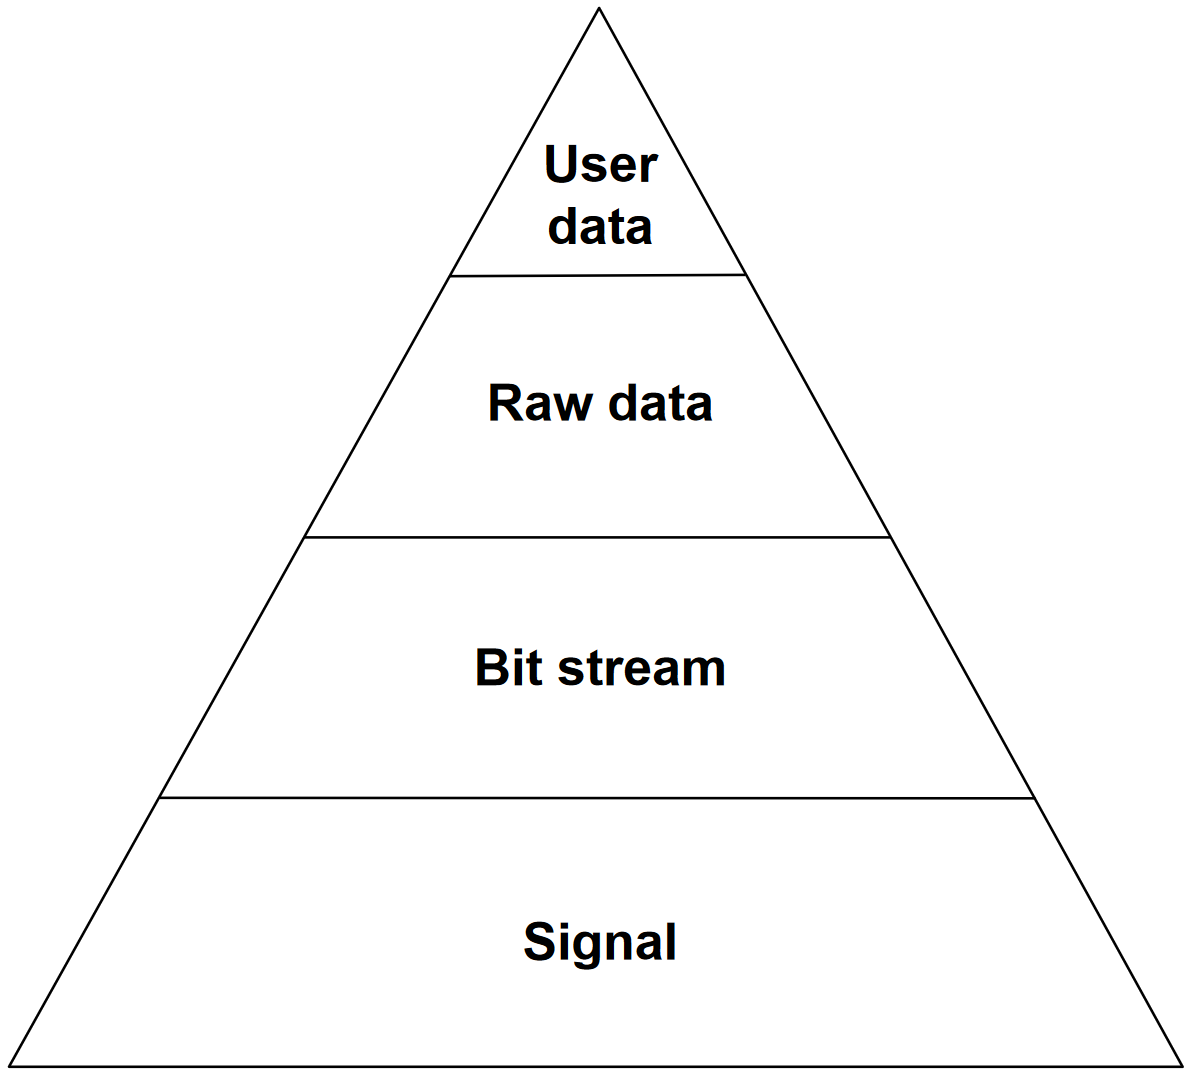 User
data
Raw data
Bit stream
Signal